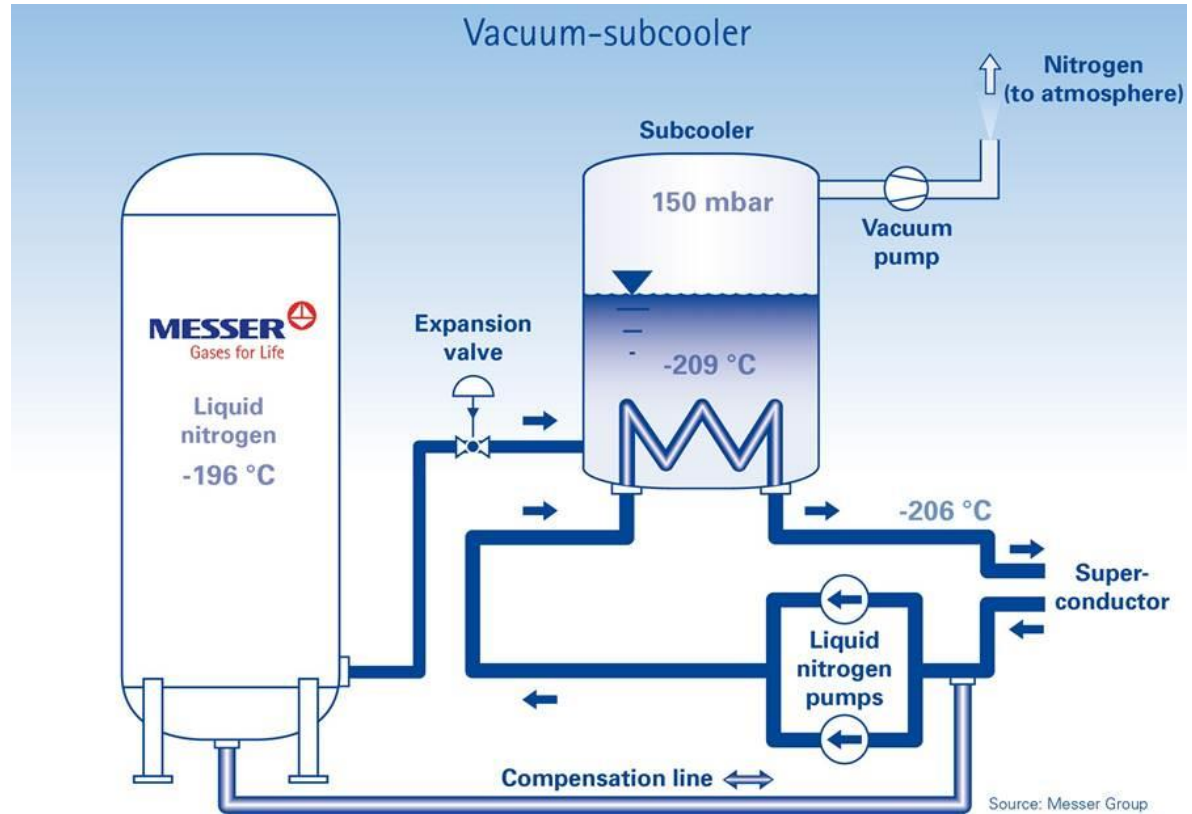 Vacuum-subcooler
Nitrogen
(to atmosphere)
Subcooler
150 mbar
Vacuum
pump
Expansion
valve
MESSER
Gases for Life
Liquid
nitrogen
-196 °C
-209 °C
-206 °C
Super-
conductor
Liquid
nitrogen
pumps
Compensation line
Source: Messer Group